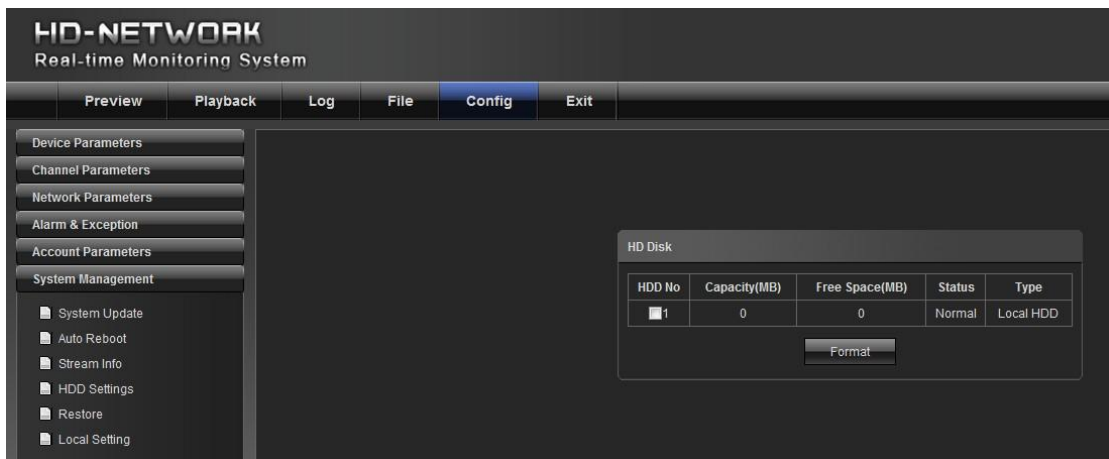 HD-NETWORK
Real-time Monitoring System
Preview Playback Log File Config Exit
Device Parameters
Channel Parameters
Network Parameters
Alarm & Exception
Account Parameters
System Management
System Update
Auto Reboot
Stream Info
HDD Settings
Restore
Local Setting
HD Disk
HDD No Capacity(MB) Free Space(MB) Status Type
1 0 0 Normal Local HDD
Format